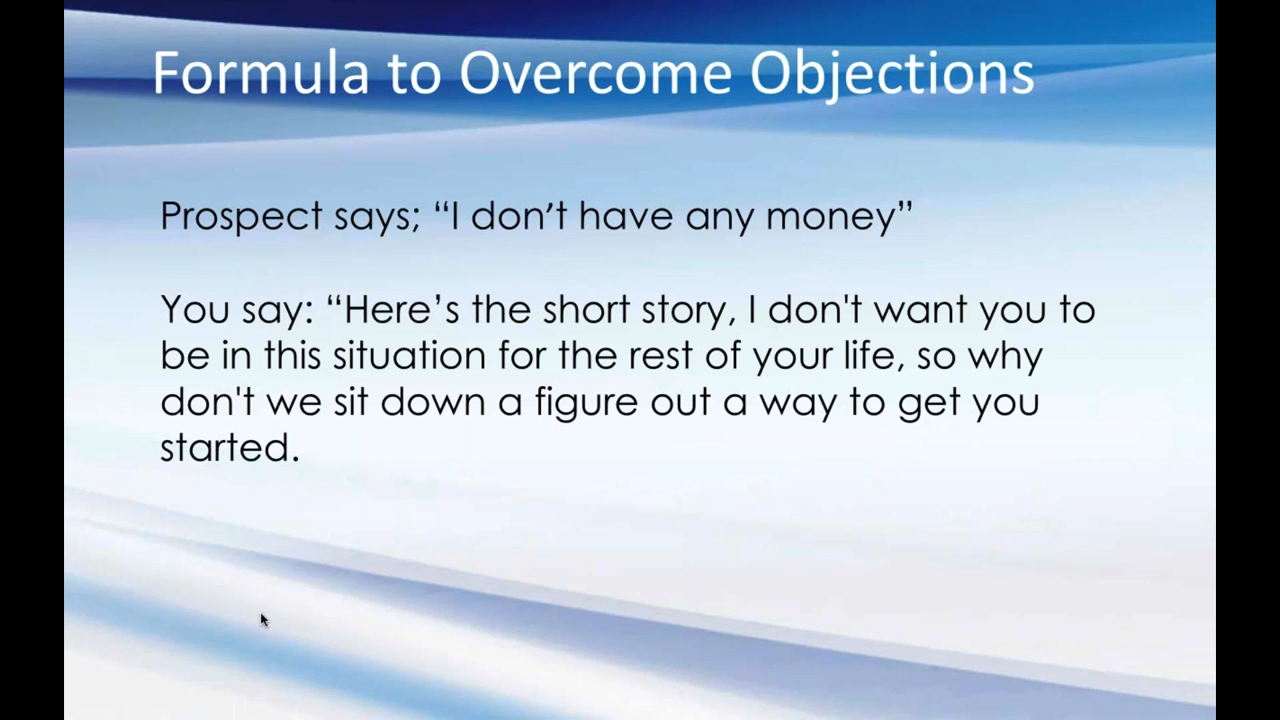 Formula to Overcome Objections
Prospect says; “I don’t have any money”
You say: “Here’s the short story, I don't want you to
be in this situation for the rest of your life, so why
don't we sit down a figure out a way to get you
started.